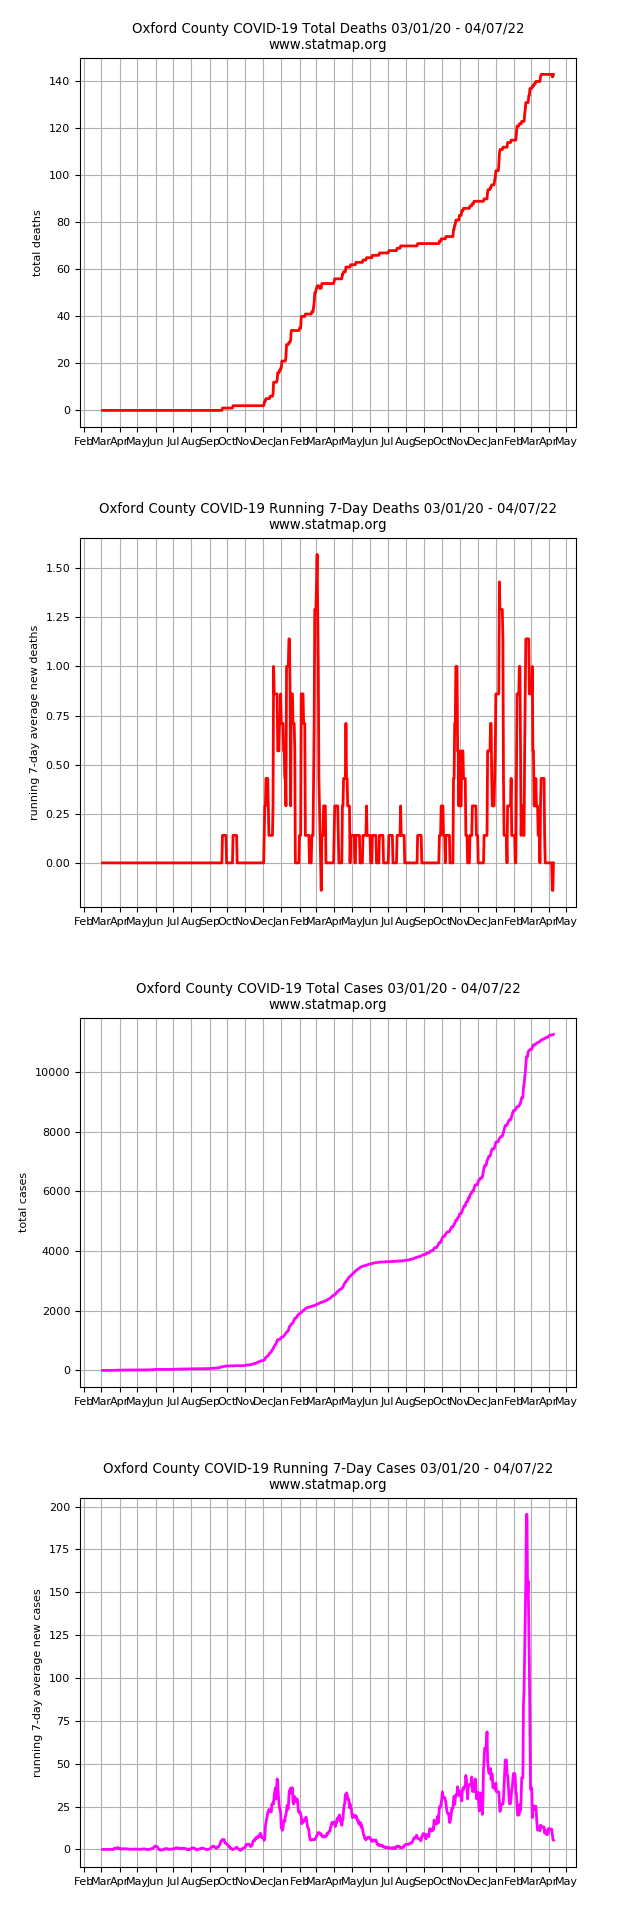 Oxford County COVID-19 Total Deaths 03/01/20 - 04/07/22
www.statmap.org
140
120
100
80
60
40
20
0
total deaths
Feb Mar Apr May Jun Jul Aug Sep Oct Nov Dec Jan Feb Mar Apr May Jun Jul Aug Sep Oct Nov Dec Jan Feb Mar Apr May
Oxford County COVID-19 Running 7-Day Deaths 03/01/20 - 04/07/22
www.statmap.org
1.50
1.25
1.00
0.75
0.50
0.25
0.00
running 7-day average new deaths
Feb Mar Apr May Jun Jul Aug Sep Oct Nov Dec Jan Feb Mar Apr May Jun Jul Aug Sep Oct Nov Dec Jan Feb Mar Apr May
Oxford County COVID-19 Total Cases 03/01/20 - 04/07/22
www.statmap.org
10000
8000
6000
4000
2000
0
total cases
Feb Mar Apr May Jun Jul Aug Sep Oct Nov Dec Jan Feb Mar Apr May Jun Jul Aug Sep Oct Nov Dec Jan Feb Mar Apr May
Oxford County COVID-19 Running 7-Day Cases 03/01/20 - 04/07/22
www.statmap.org
200
175
150
125
100
75
50
25
0
running 7-day average new cases
Feb Mar Apr May Jun Jul Aug Sep Oct Nov Dec Jan Feb Mar Apr May Jun Jul Aug Sep Oct Nov Dec Jan Feb Mar Apr May